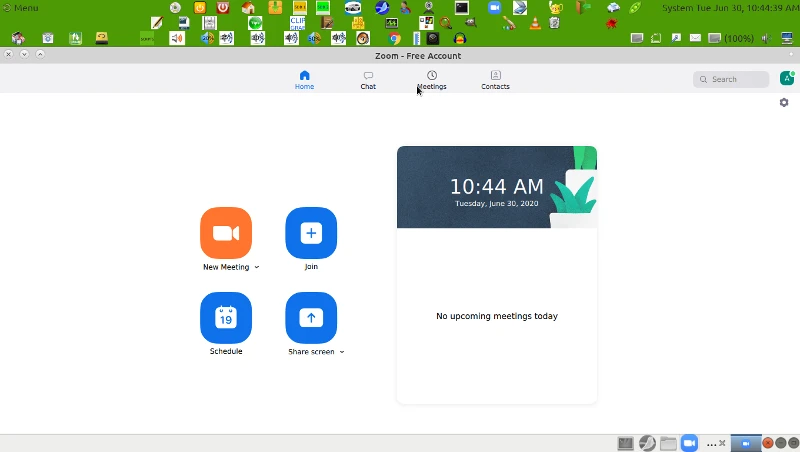 Menu
System Tue Jun 30, 10:44:39 AM
CLIP
(100%)
Zoom - Free Account
Home
Chat
Meetings
Contacts
Search
A
10:44 AM
Tuesday, June 30, 2020
New Meeting
Join
19
Schedule
Share screen
No upcoming meetings today
...